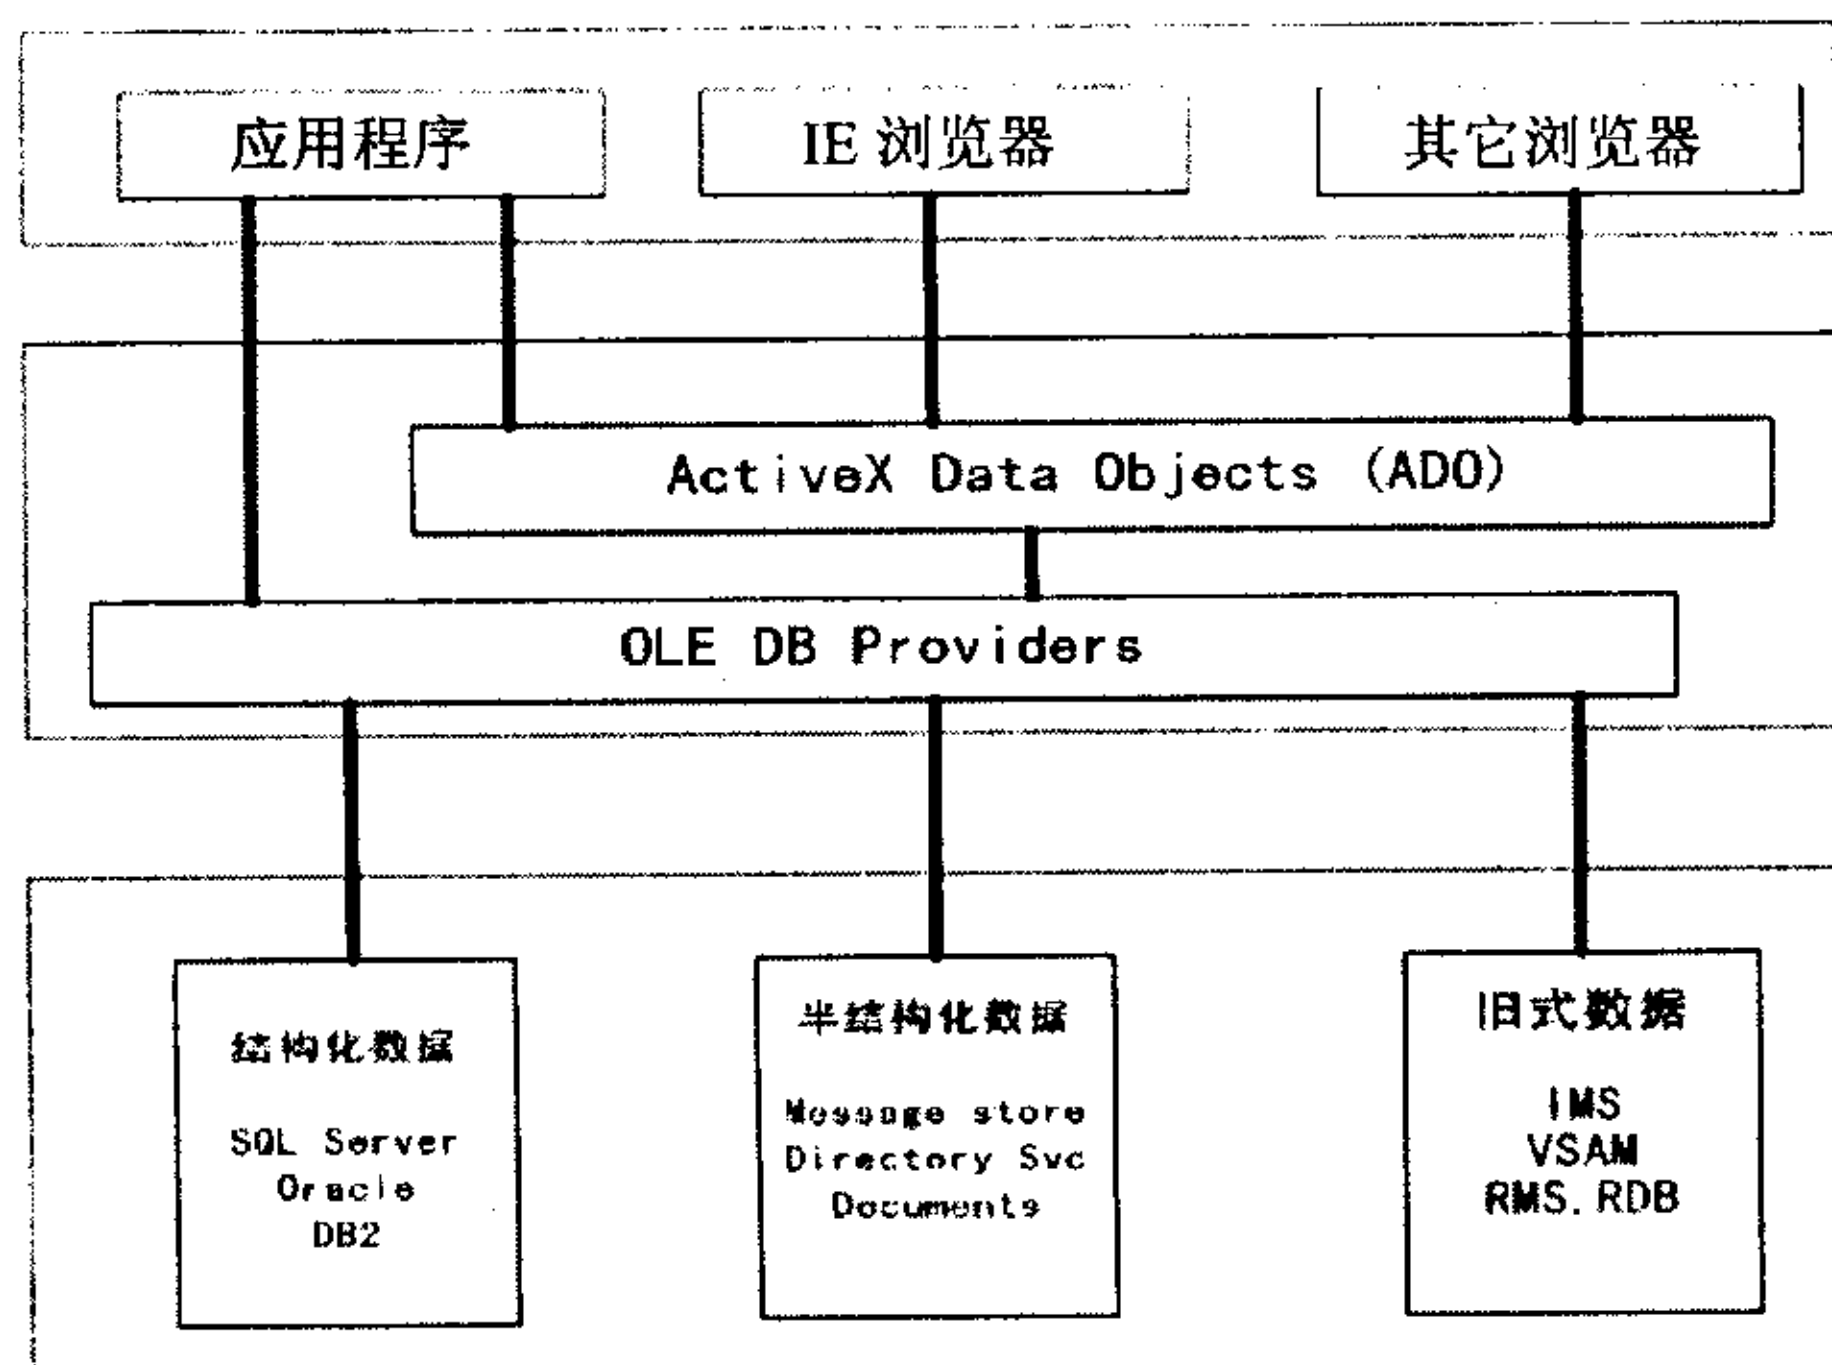 应用程序
IE 浏览器
其它浏览器
ActiveX Data Objects (ADO)
OLE DB Providers
结构化数据
SQL Server
Oracle
DB2
半结构化数据
Message store
Directory Svc
Documents
旧式数据
IMS
VSAM
RMS. RDB